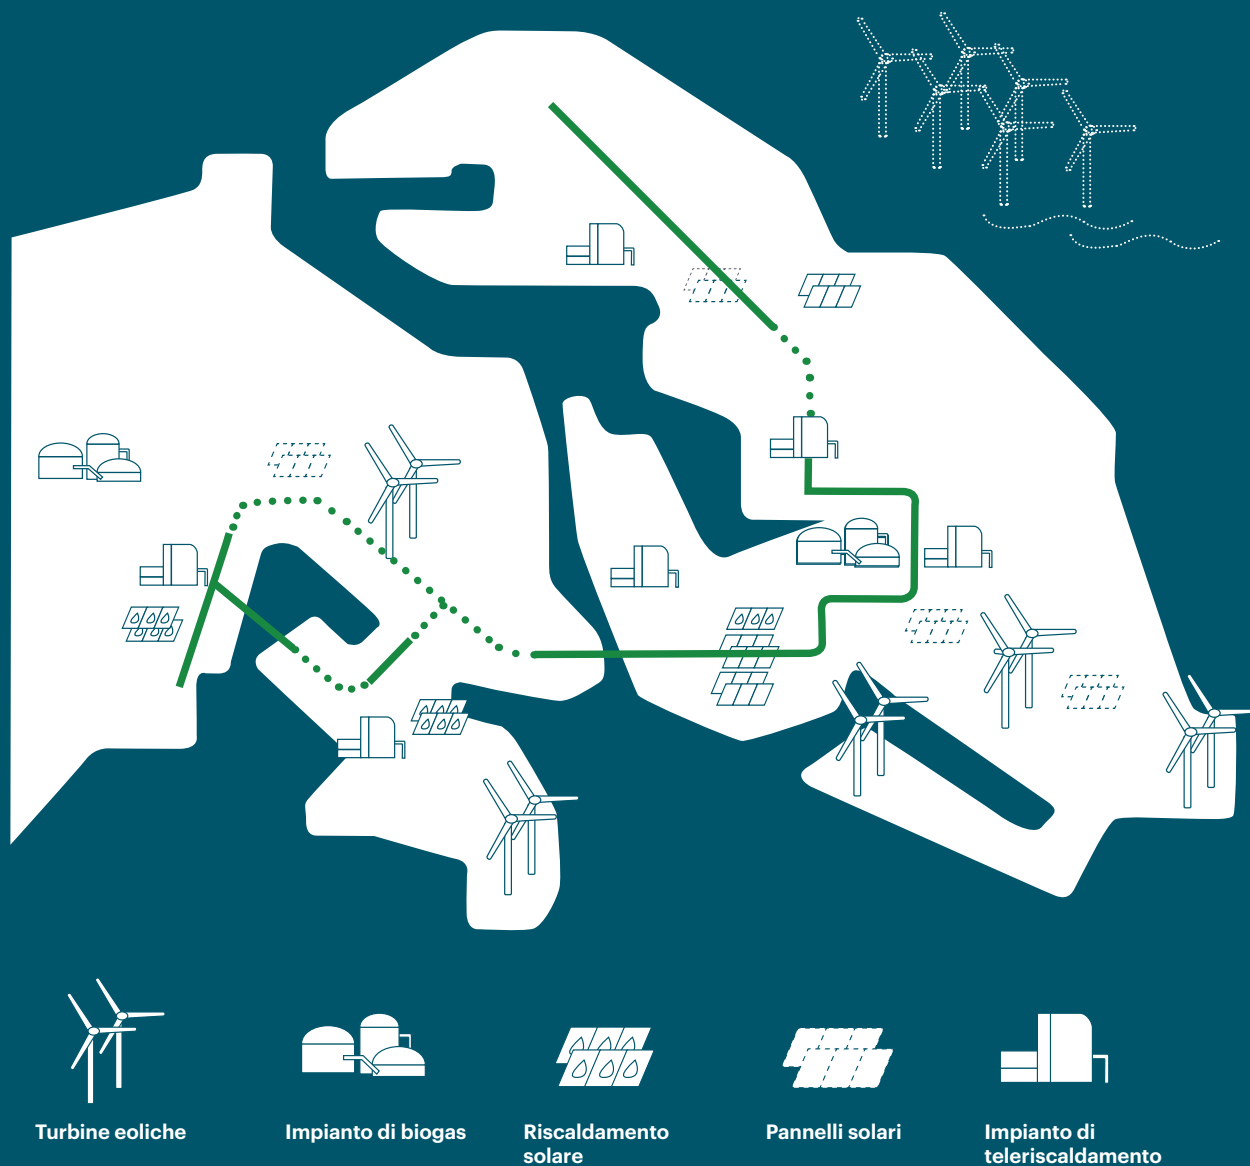 Turbine eoliche
Impianto di biogas
Riscaldamento
solare
Pannelli solari
Impianto di
teleriscaldamento